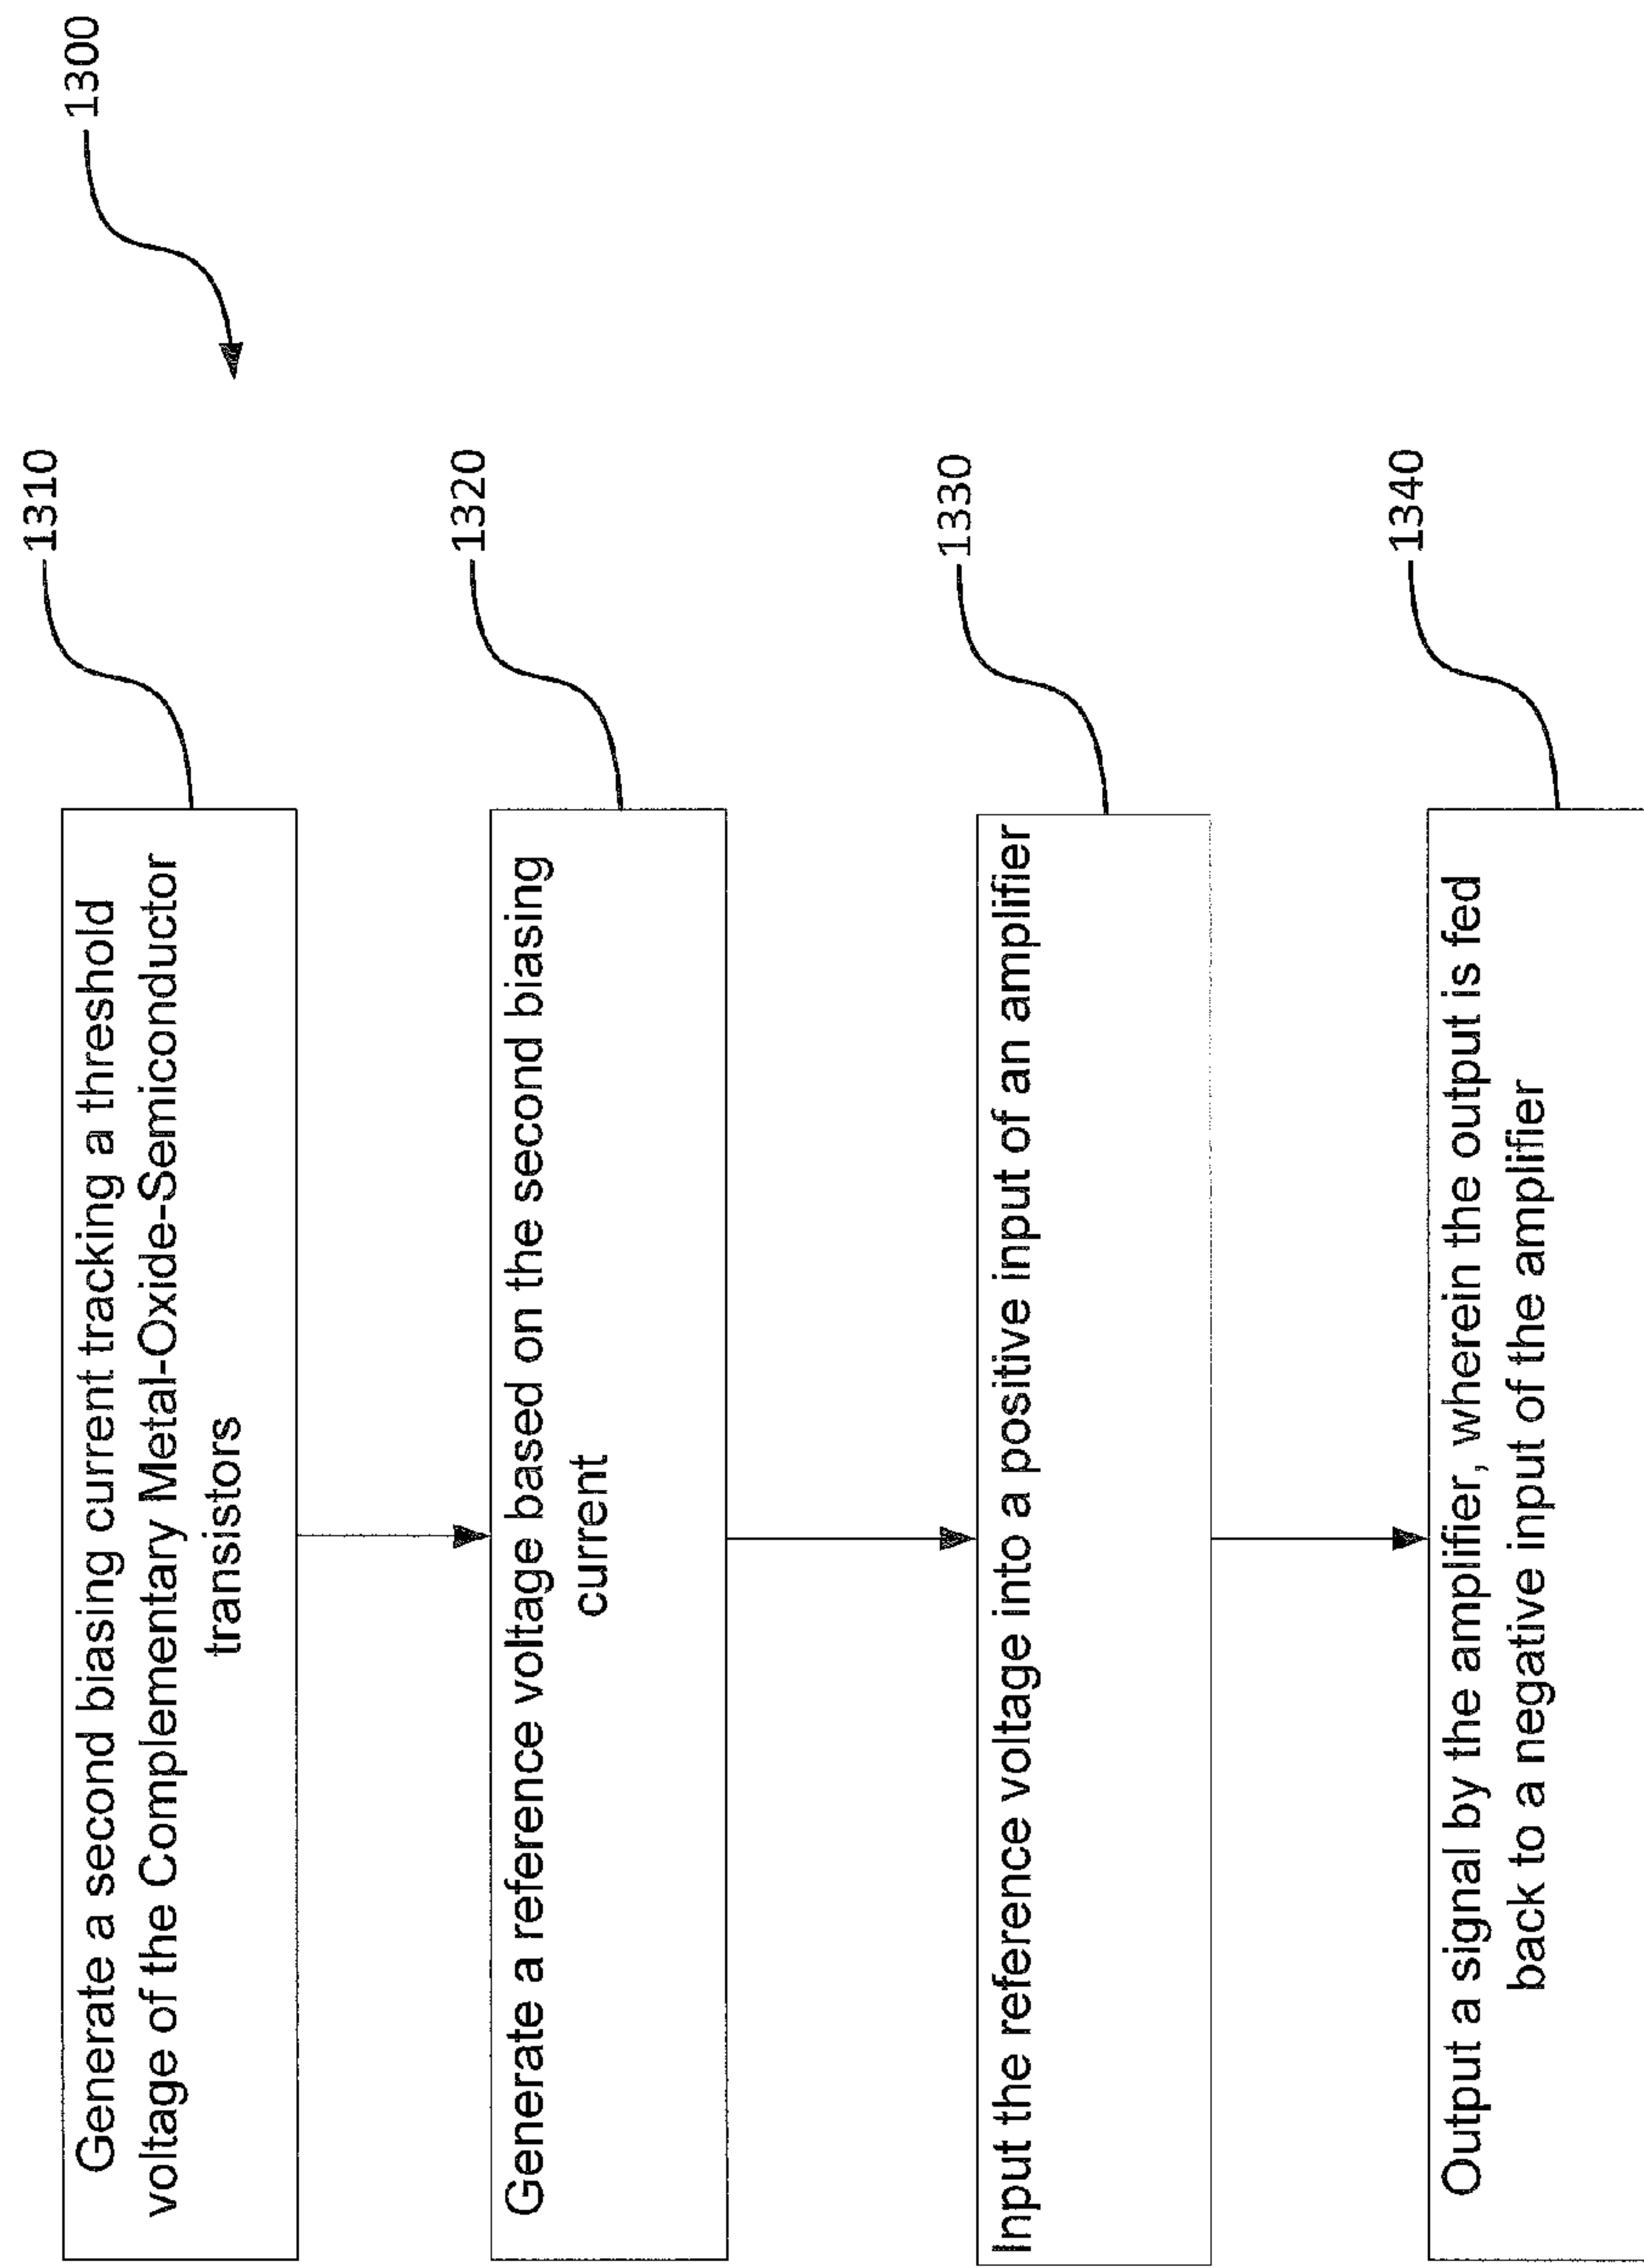 1300
1310
Generate a second biasing current tracking a threshold
voltage of the Complementary Metal-Oxide-Semiconductor
transistors
1320
Generate a reference voltage based on the second biasing
current
1330
Input the reference voltage into a positive input of an amplifier
1340
Output a signal by the amplifier, wherein the output is fed
back to a negative input of the amplifier